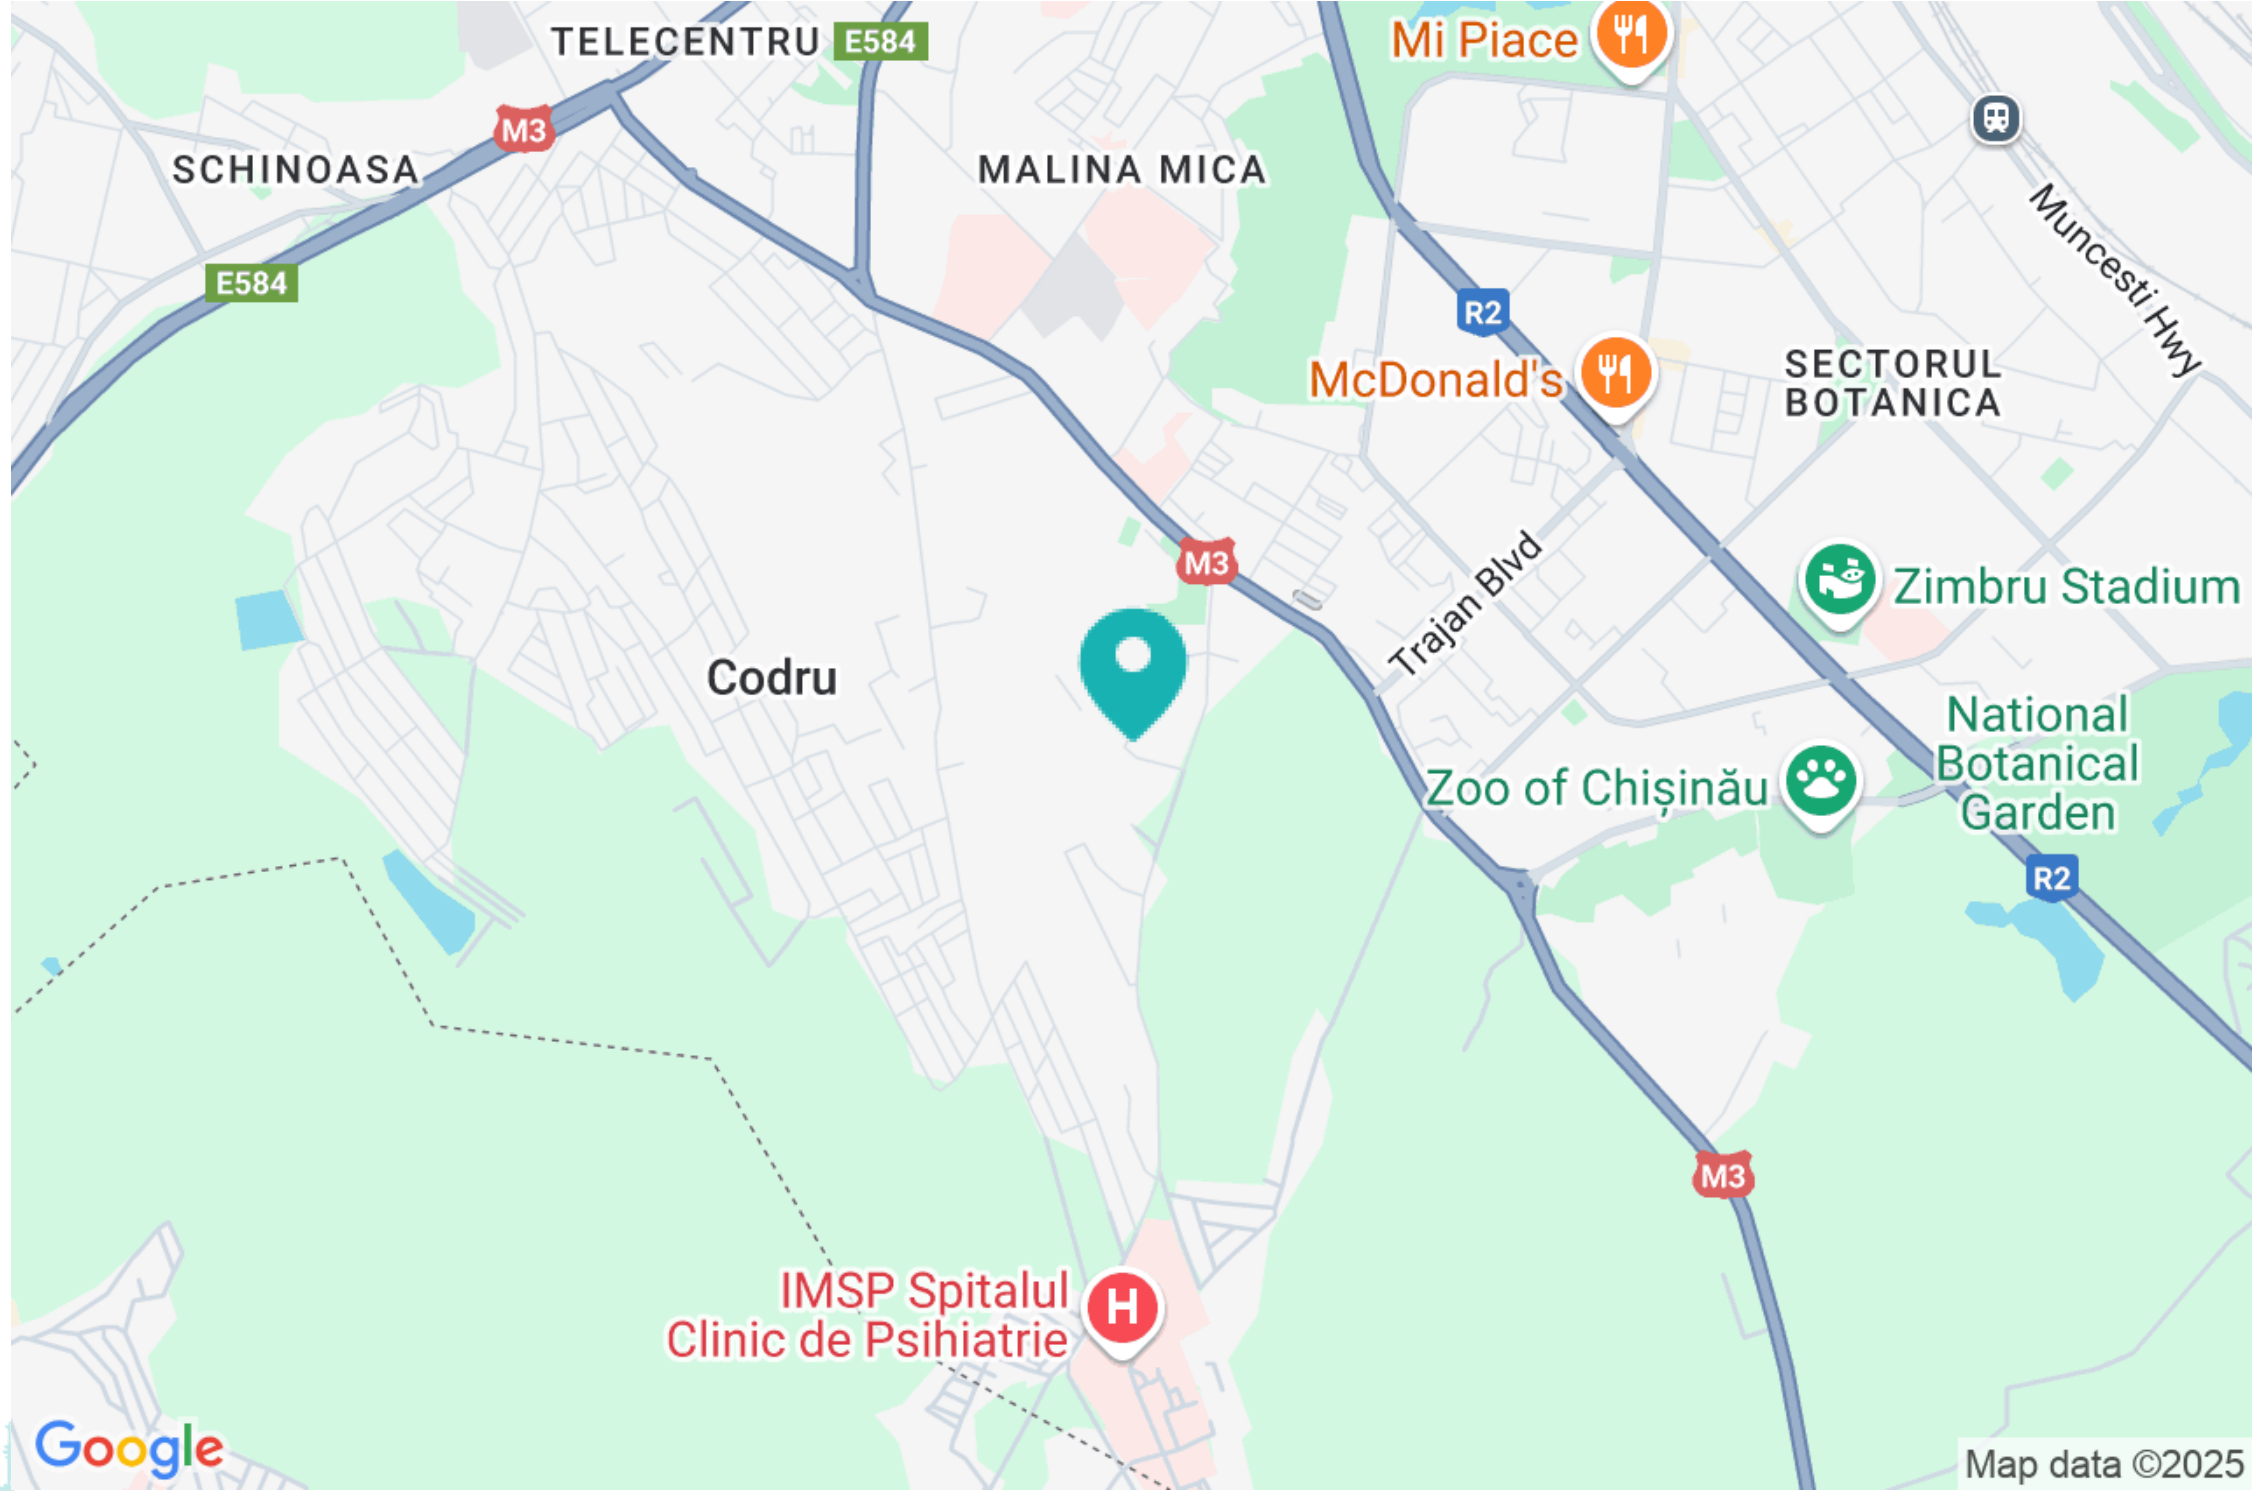 TELECENTRU
E584
Mi Piace
M3
SCHINOASA
MALINA MICA
Muncesti Hwy
E584
R2
McDonald's
SECTORUL
BOTANICA
M3
Trajan Blvd
Zimbru Stadium
Codru
National
Botanical
Garden
Zoo of Chișinău
R2
M3
IMSP Spitalul
Clinic de Psihiatrie
H
Google
Map data ©2025